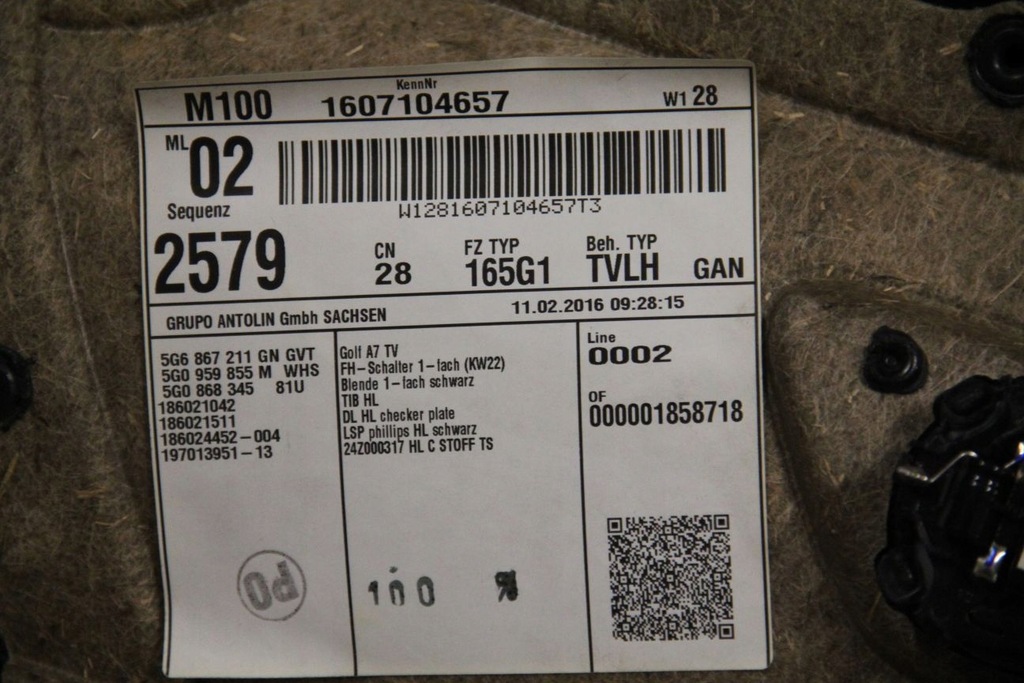 KennNr
M100 1607104657 W1 28
ML 02
W1281607104657T3
Sequenz
2579
CN 28
FZ TYP 165G1
Beh. TYP TVLH
GAN
GRUPO ANTOLIN Gmbh SACHSEN 11.02.2016 09:28:15
5G6 867 211 GN GVT
5G0 959 855 M WHS
5G0 868 345 81U
186021042
186021511
186024452-004
197013951-13
Golf A7 TV
FH-Schalter 1-fach (KW22)
Blende 1-fach schwarz
TIB HL
DL HL checker plate
LSP phillips HL schwarz
24Z000317 HL C STOFF TS
Line
0002
OF
000001858718
PO
100 %